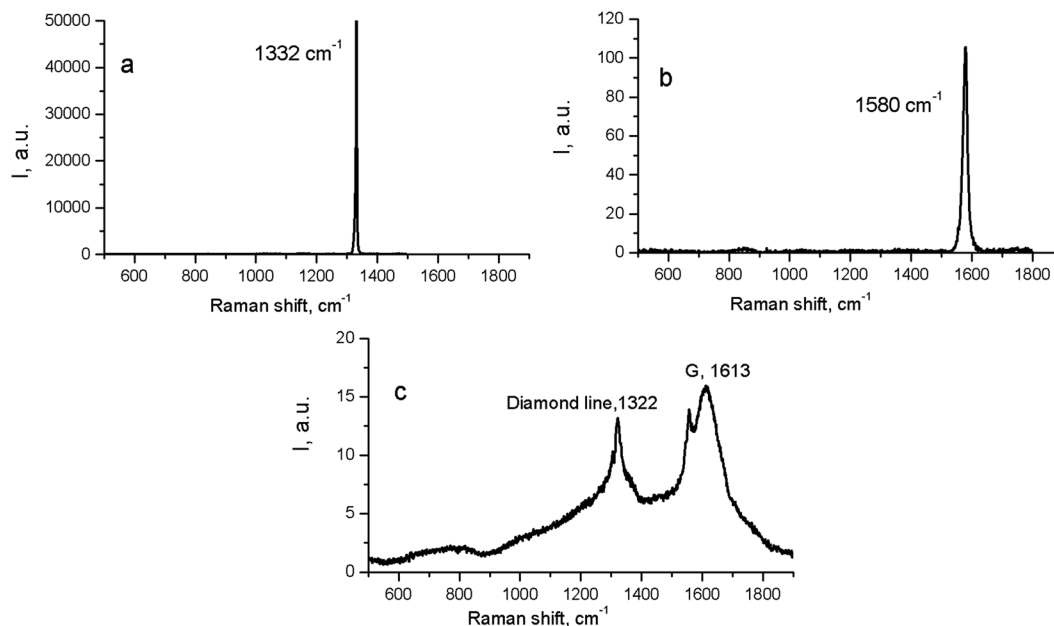 a
1332 cm⁻¹
I, a.u.
50000
40000
30000
20000
10000
0
600 800 1000 1200 1400 1600 1800
Raman shift, cm⁻¹
b
1580 cm⁻¹
I, a.u.
120
100
80
60
40
20
0
600 800 1000 1200 1400 1600 1800
Raman shift, cm⁻¹
c
Diamond line,1322
G, 1613
I, a.u.
20
15
10
5
0
600 800 1000 1200 1400 1600 1800
Raman shift, cm⁻¹